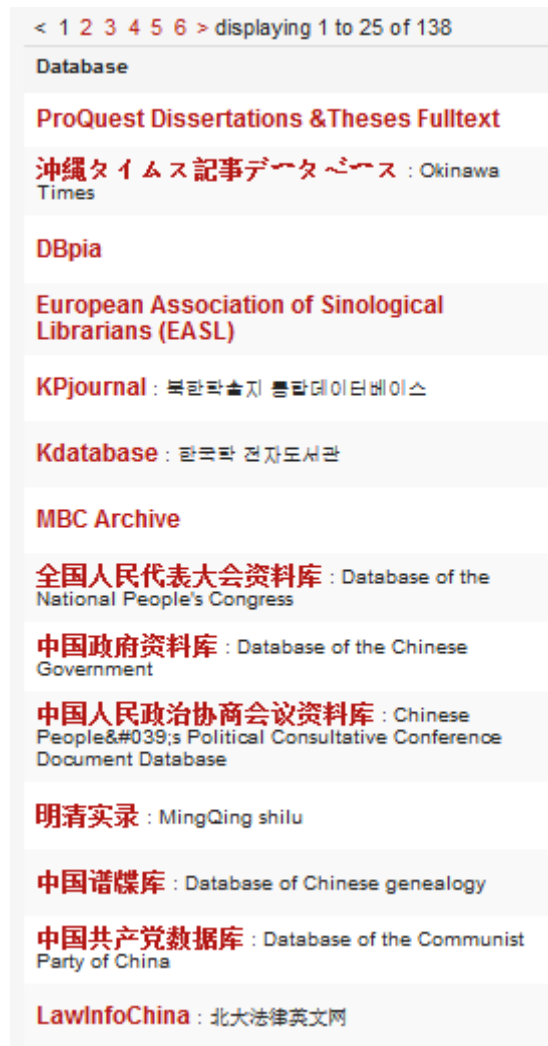 < 1 2 3 4 5 6 > displaying 1 to 25 of 138
Database
ProQuest Dissertations &Theses Fulltext
沖縄タイムス記事データベース : Okinawa
Times
DBpia
European Association of Sinological
Librarians (EASL)
KPjournal : 북한학술지 통합데이터베이스
Kdatabase : 한국학 전자도서관
MBC Archive
全国人民代表大会资料库 : Database of the
National People's Congress
中国政府资料库 : Database of the Chinese
Government
中国人民政治协商会议资料库 : Chinese
People&#039;s Political Consultative Conference
Document Database
明清实录 : MingQing shilu
中国谱牒库 : Database of Chinese genealogy
中国共产党数据库 : Database of the Communist
Party of China
LawInfoChina : 北大法律英文网